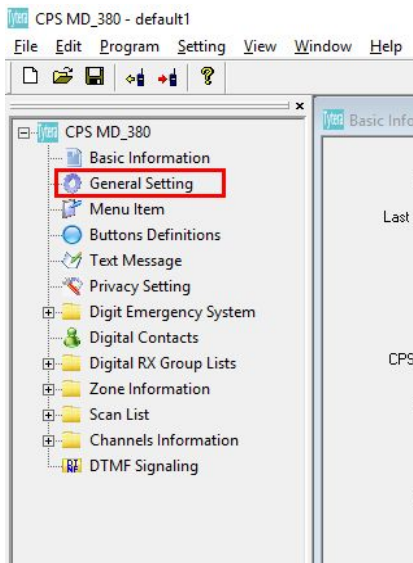 CPS MD_380 - default1
File Edit Program Setting View Window Help
Basic Info
CPS MD_380
Basic Information
General Setting
Last
Menu Item
Buttons Definitions
Text Message
Privacy Setting
Digit Emergency System
Digital Contacts
CPS
Digital RX Group Lists
Zone Information
Scan List
Channels Information
DTMF Signaling